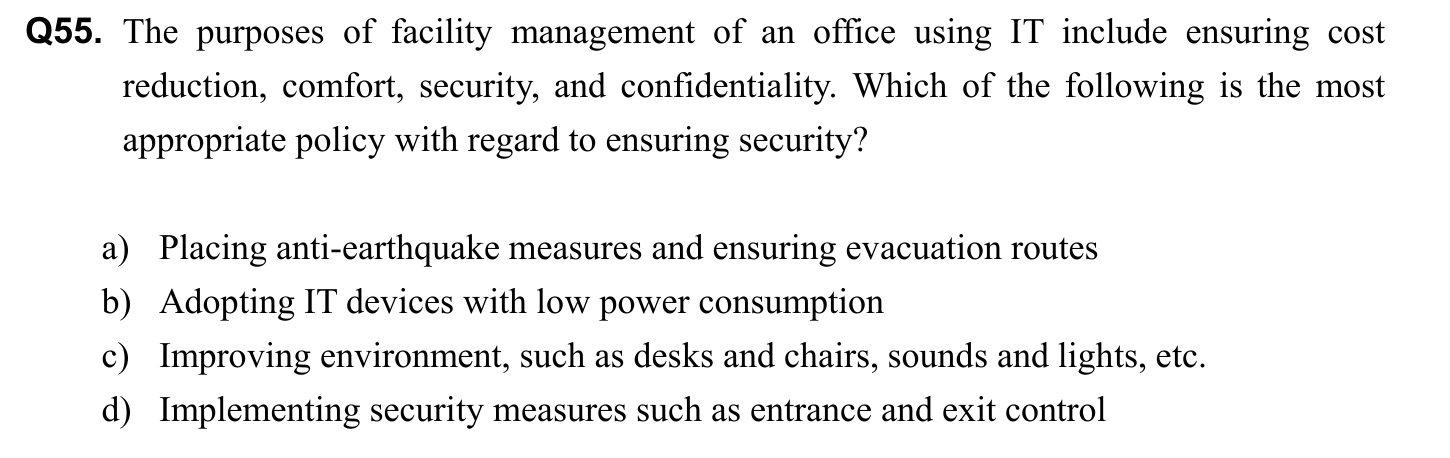 Q55. The purposes of facility management of an office using IT include ensuring cost
reduction, comfort, security, and confidentiality. Which of the following is the most
appropriate policy with regard to ensuring security?
a) Placing anti-earthquake measures and ensuring evacuation routes
b) Adopting IT devices with low power consumption
c) Improving environment, such as desks and chairs, sounds and lights, etc.
d) Implementing security measures such as entrance and exit control